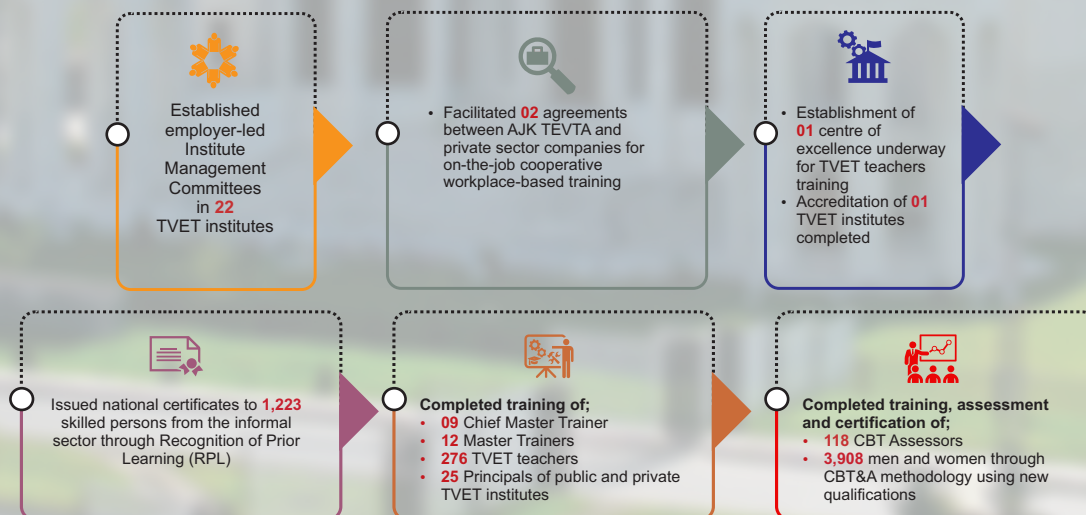 Established
employer-led
Institute
Management
Committees
in 22
TVET institutes
• Facilitated 02 agreements
between AJK TEVTA and
private sector companies for
on-the-job cooperative
workplace-based training
• Establishment of
01 centre of
excellence underway
for TVET teachers
training
• Accreditation of 01
TVET institutes
completed
Issued national certificates to 1,223
skilled persons from the informal
sector through Recognition of Prior
Learning (RPL)
Completed training of;
• 09 Chief Master Trainer
• 12 Master Trainers
• 276 TVET teachers
• 25 Principals of public and private
TVET institutes
Completed training, assessment
and certification of;
• 118 CBT Assessors
• 3,908 men and women through
CBT&A methodology using new
qualifications